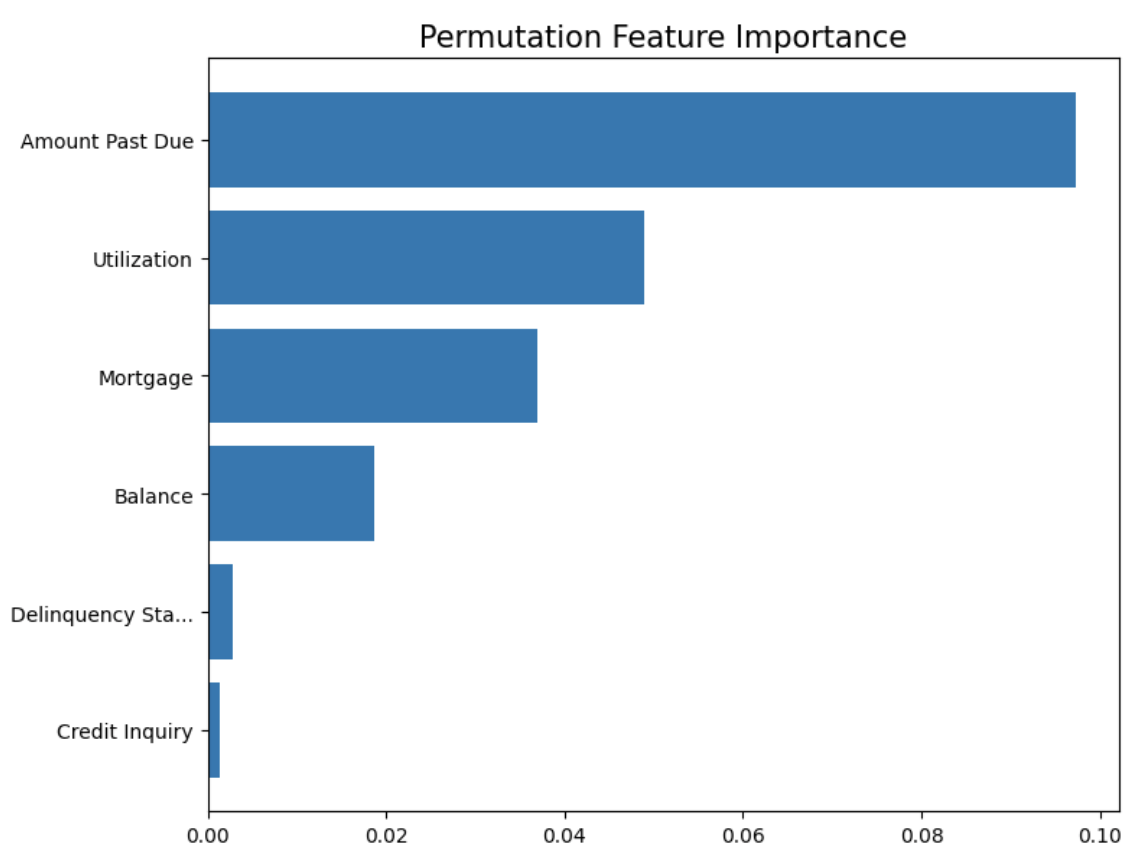 Permutation Feature Importance
Amount Past Due
Utilization
Mortgage
Balance
Delinquency Sta...
Credit Inquiry
0.00 0.02 0.04 0.06 0.08 0.10